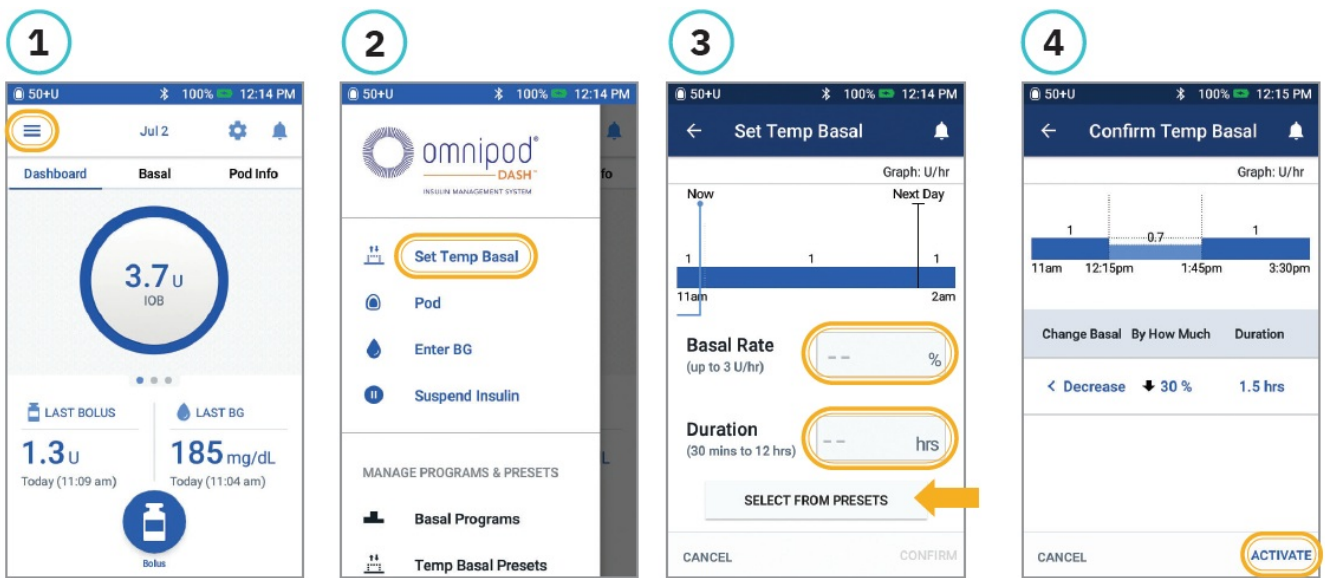 1
50+U 100% 12:14 PM
Jul 2
Dashboard Basal Pod Info
3.7 U
IOB
LAST BOLUS LAST BG
1.3 U 185 mg/dL
Today (11:09 am) Today (11:04 am)
Bolus
2
50+U 100% 12:14 PM
omnipod®
DASH™
INSULIN MANAGEMENT SYSTEM
fo
Set Temp Basal
Pod
Enter BG
Suspend Insulin
L
MANAGE PROGRAMS & PRESETS
Basal Programs
Temp Basal Presets
3
50+U 100% 12:14 PM
Set Temp Basal
Graph: U/hr
Now Next Day
1 1 1
11am 2am
Basal Rate
(up to 3 U/hr)
-- %
Duration
(30 mins to 12 hrs)
-- hrs
SELECT FROM PRESETS
CANCEL CONFIRM
4
50+U 100% 12:15 PM
Confirm Temp Basal
Graph: U/hr
1 0.7 1
11am 12:15pm 1:45pm 3:30pm
Change Basal By How Much Duration
< Decrease 30 % 1.5 hrs
CANCEL ACTIVATE